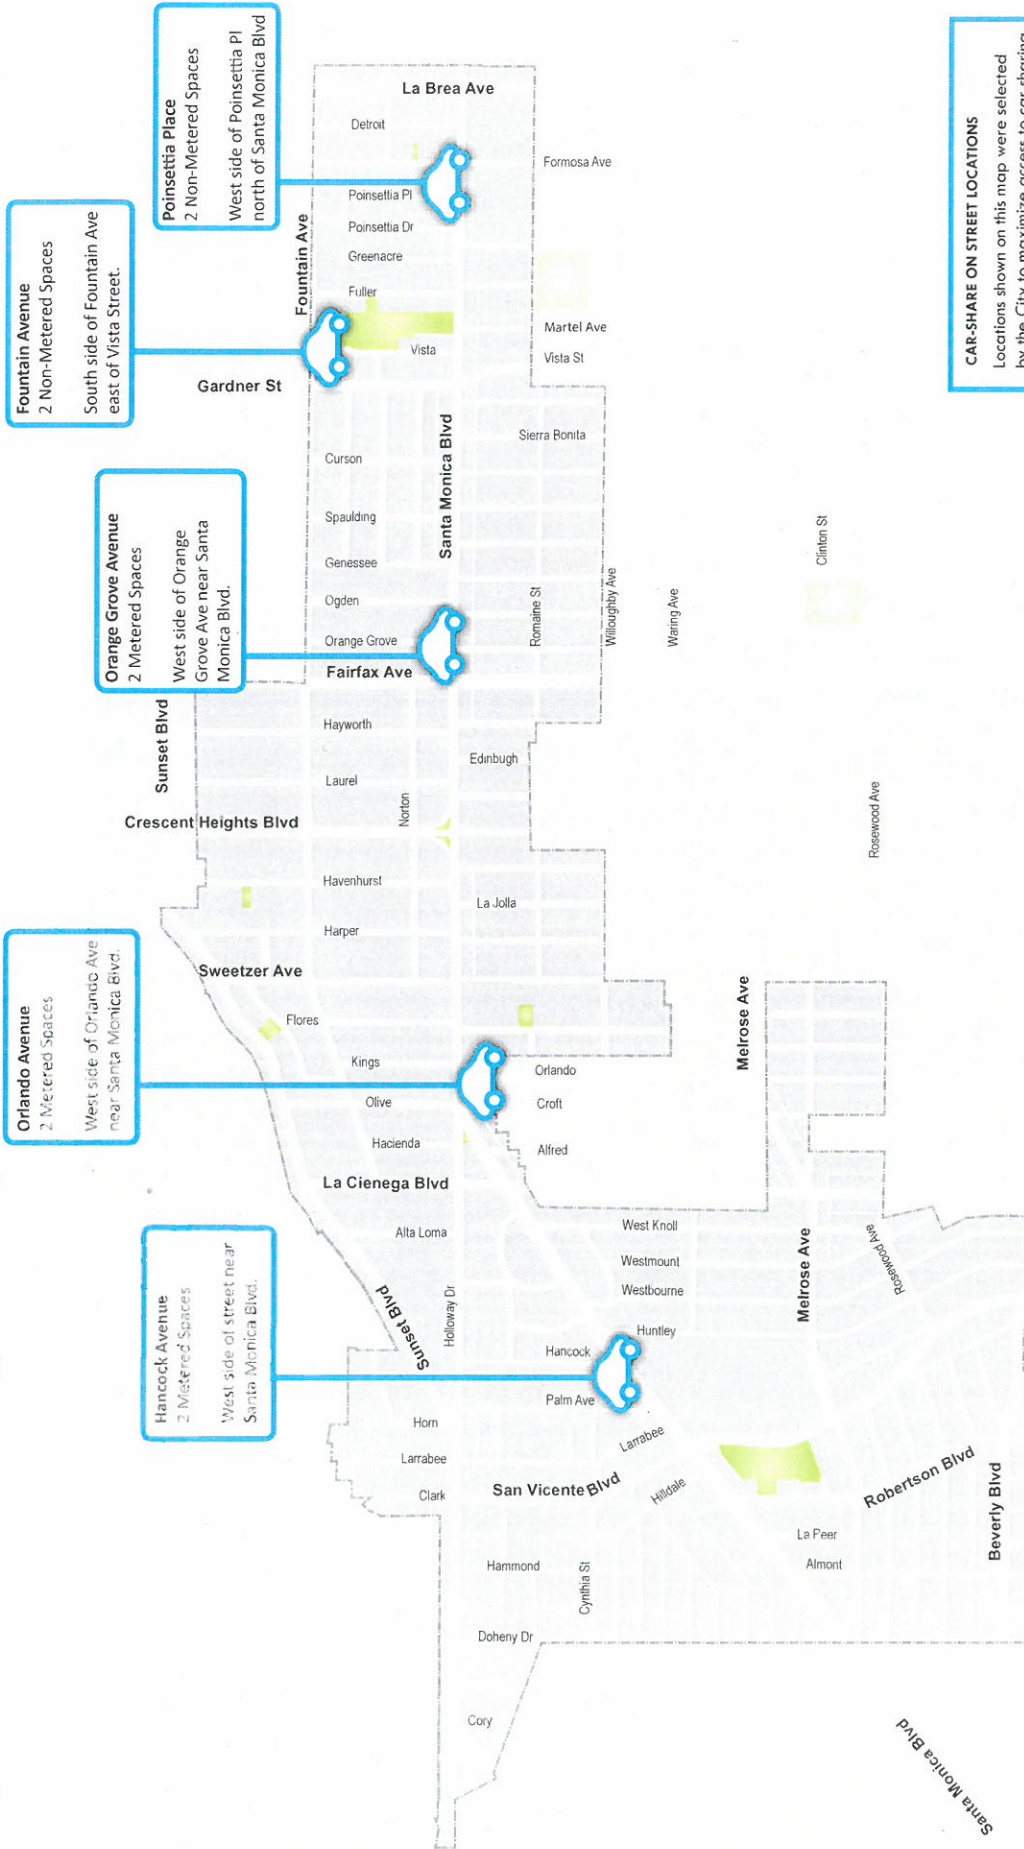 Hancock Avenue
2 Metered Spaces
West side of street near
Santa Monica Blvd.
Orlando Avenue
2 Metered Spaces
West side of Orlando Ave
near Santa Monica Blvd.
Orange Grove Avenue
2 Metered Spaces
West side of Orange
Grove Ave near Santa
Monica Blvd.
Fountain Avenue
2 Non-Metered Spaces
South side of Fountain Ave
east of Vista Street.
Poinsettia Place
2 Non-Metered Spaces
West side of Poinsettia Pl
north of Santa Monica Blvd
La Brea Ave
Detroit
Formosa Ave
Poinsettia Pl
Poinsettia Dr
Greenacre
Fuller
Fountain Ave
Martel Ave
Vista
Vista St
Gardner St
Santa Monica Blvd
Sierra Bonita
Curson
Spaulding
Genessee
Ogden
Orange Grove
Fairfax Ave
Romaine St
Willoughby Ave
Waring Ave
Clinton St
Sunset Blvd
Hayworth
Edinbugh
Laurel
Norton
Crescent Heights Blvd
Rosewood Ave
Havenhurst
La Jolla
Harper
Sweetzer Ave
Flores
Melrose Ave
Kings
Orlando
Olive
Croft
Hacienda
Alfred
La Cienega Blvd
Alta Loma
West Knoll
Westmount
Westbourne
Rosewood Ave
Melrose Ave
Sunset Blvd
Holloway Dr
Huntley
Hancock
Palm Ave
Horn
Larrabee
Larrabee
Clark
San Vicente Blvd
Hilldale
Robertson Blvd
Beverly Blvd
La Peer
Almont
Hammond
Cynthia St
Doheny Dr
Cory
Santa Monica Blvd
CAR-SHARE ON STREET LOCATIONS
Locations shown on this map were selected
by the City to maximize access to car sharing